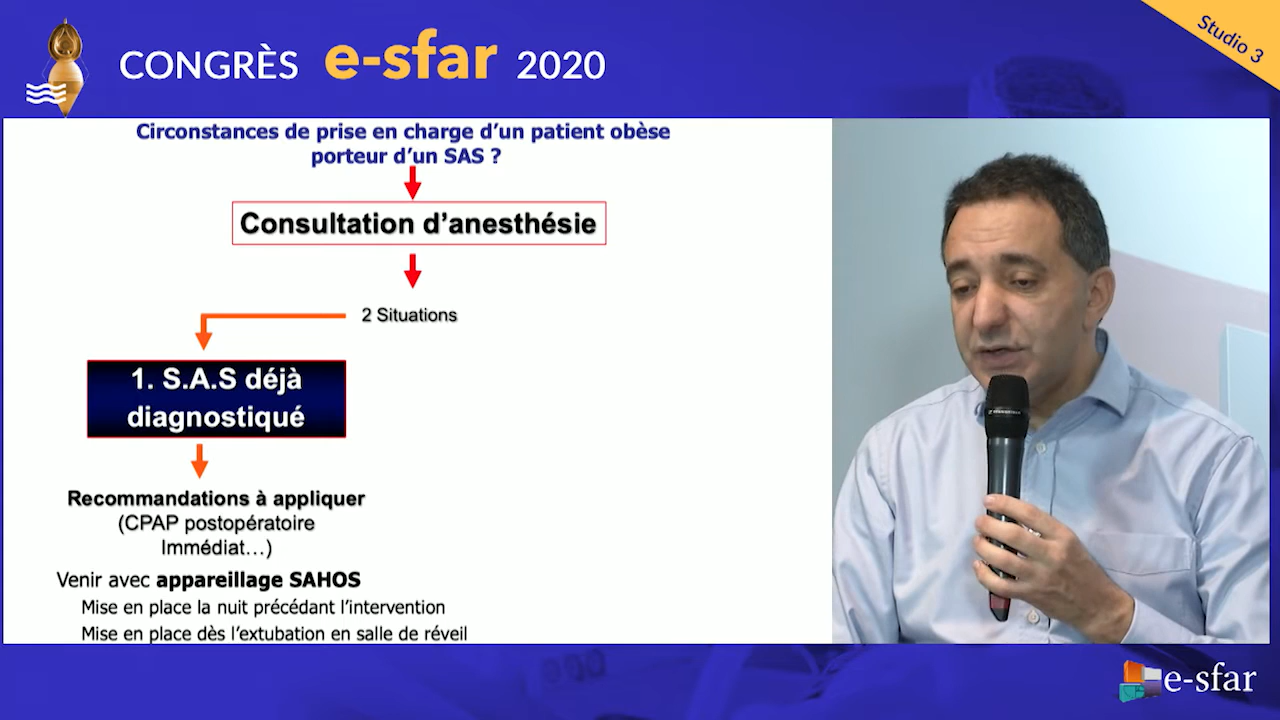 CONGRÈS e-sfar 2020
Studio 3
Circonstances de prise en charge d'un patient obèse
porteur d'un SAS ?
Consultation d'anesthésie
2 Situations
1. S.A.S déjà
diagnostiqué
Recommandations à appliquer
(CPAP postopératoire
Immédiat…)
Venir avec appareillage SAHOS
Mise en place la nuit précédant l'intervention
Mise en place dès l'extubation en salle de réveil
e-sfar